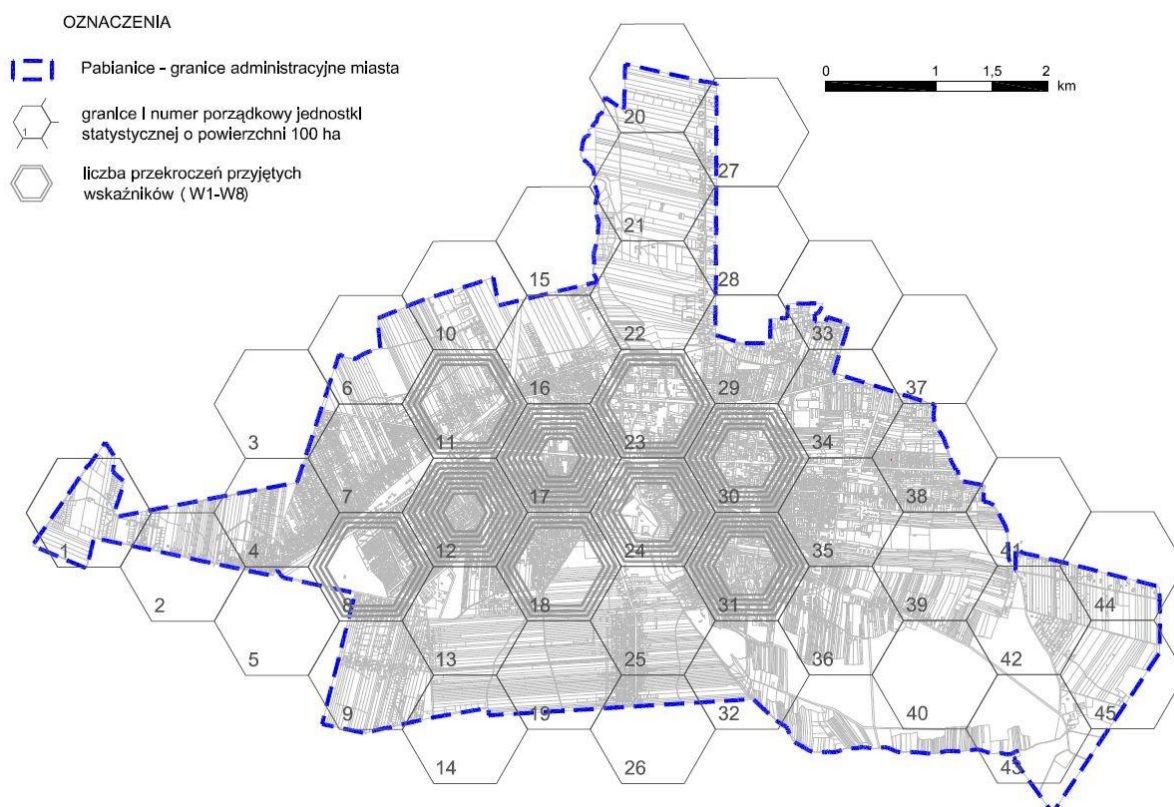 OZNACZENIA
Pabianice - granice administracyjne miasta
granice i numer porządkowy jednostki
statystycznej o powierzchni 100 ha
1
liczba przekroczeń przyjętych
wskaźników ( W1-W8)
0 1 1,5 2
km
20
27
21
15 28
10 22 33
6 16 29 37
3 11 23 34
7 17 30 38
1 4 12 24 35 41
2 8 18 31 39 44
5 13 25 36 42
9 19 32 40 45
14 26 43